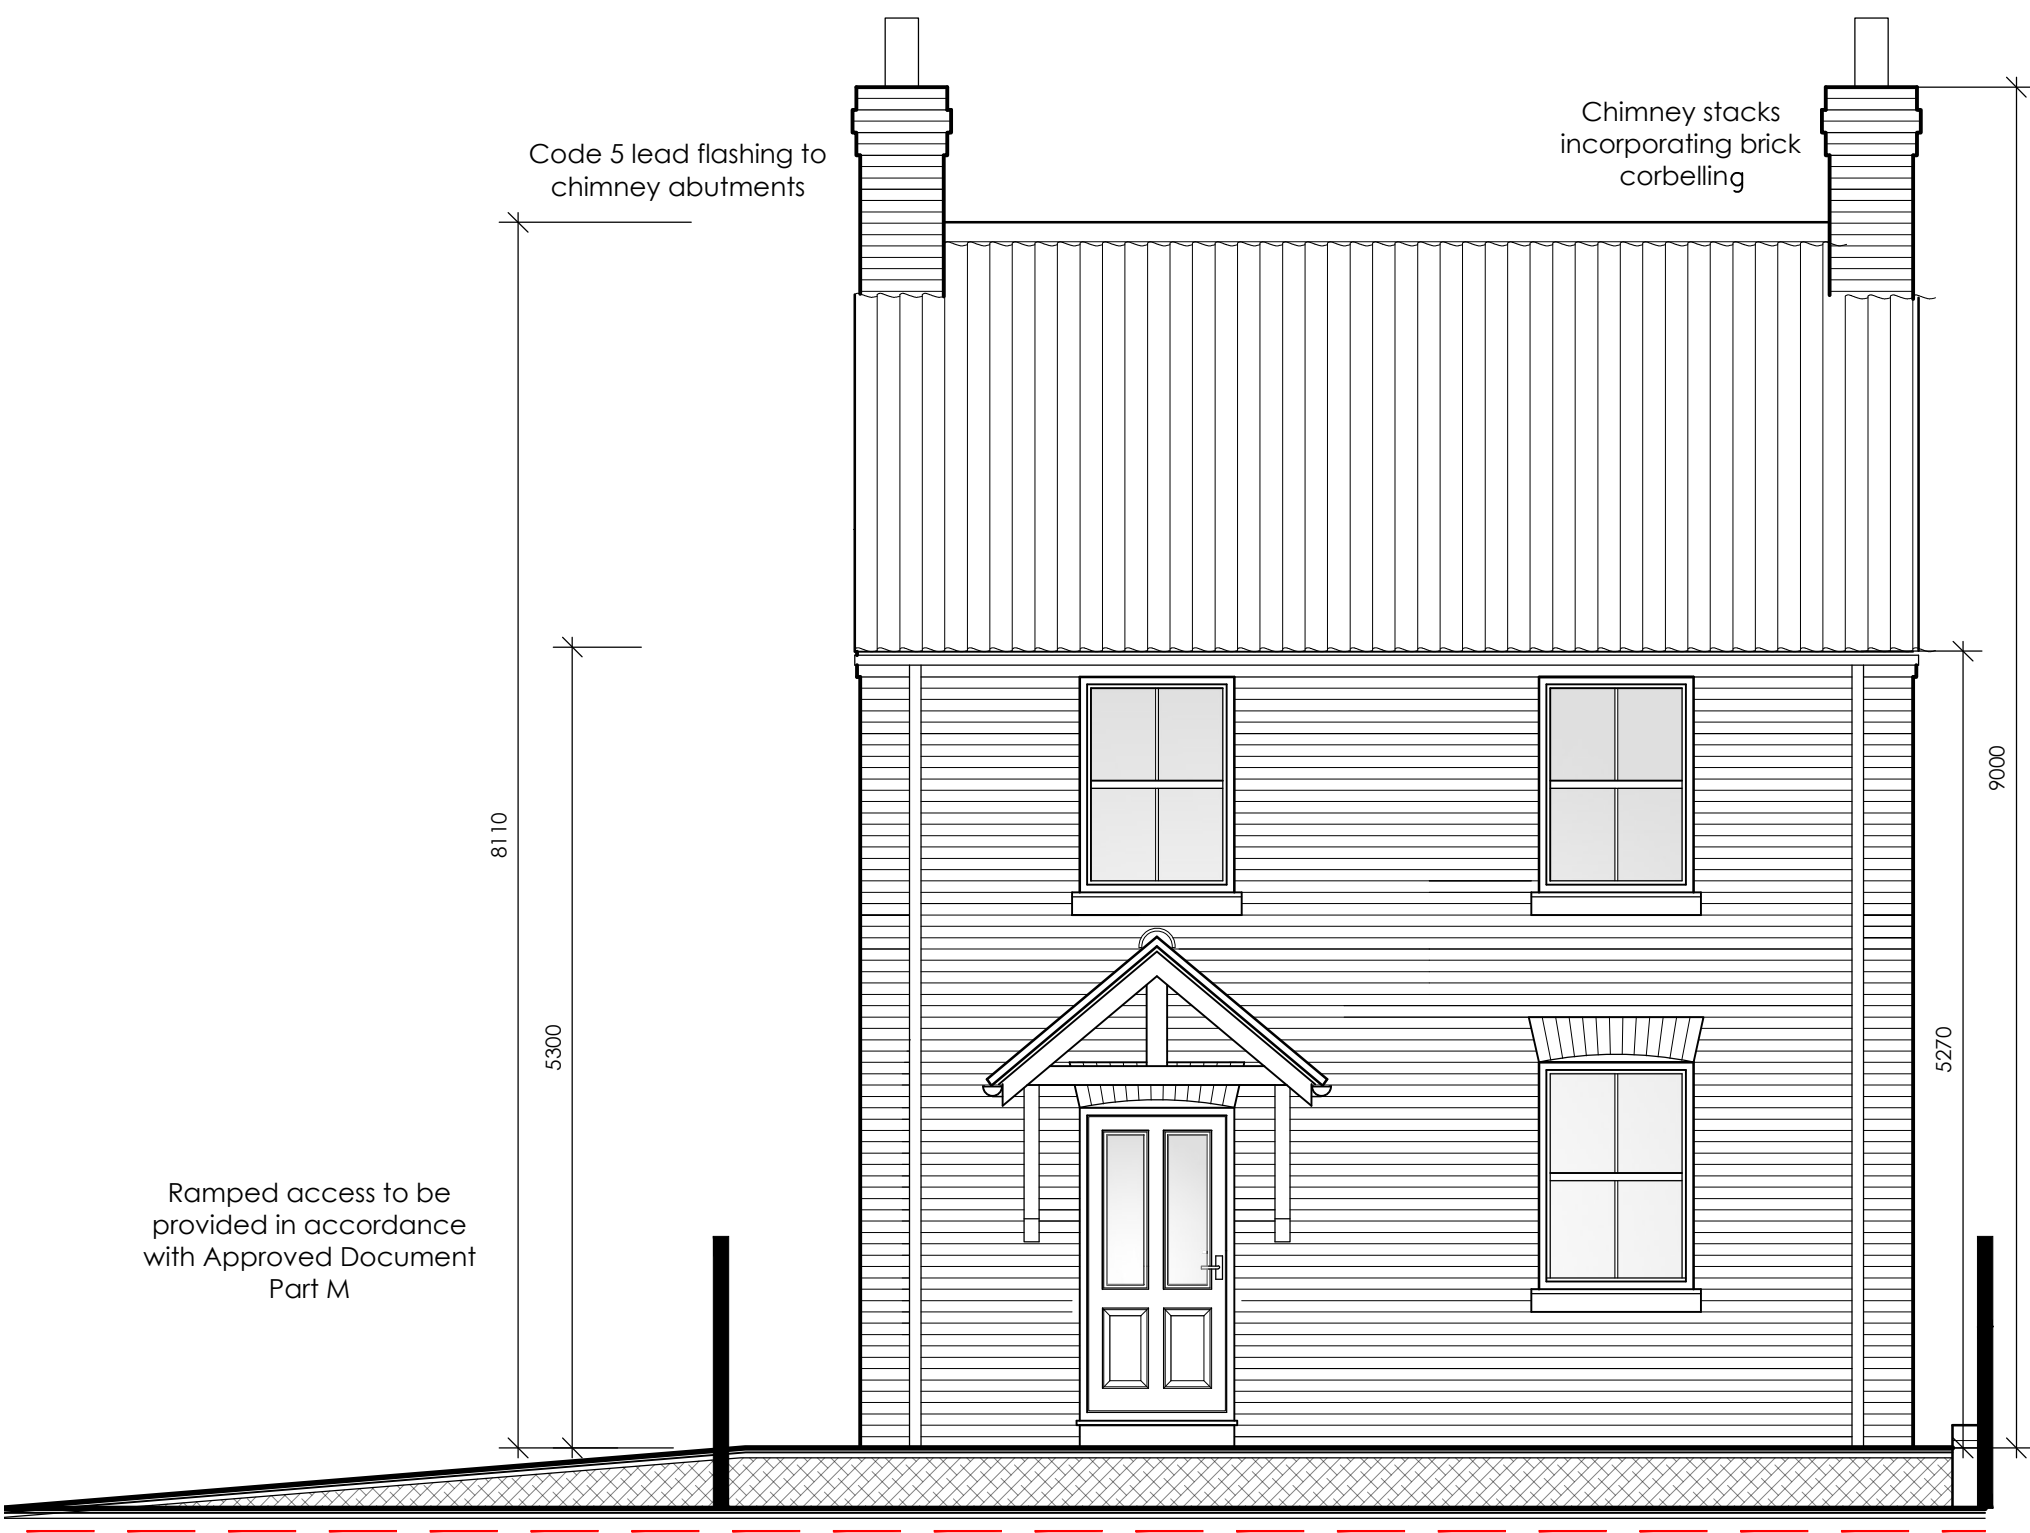 Chimney stacks
incorporating brick
corbelling
Code 5 lead flashing to
chimney abutments
9000
8110
5300
5270
Ramped access to be
provided in accordance
with Approved Document
Part M